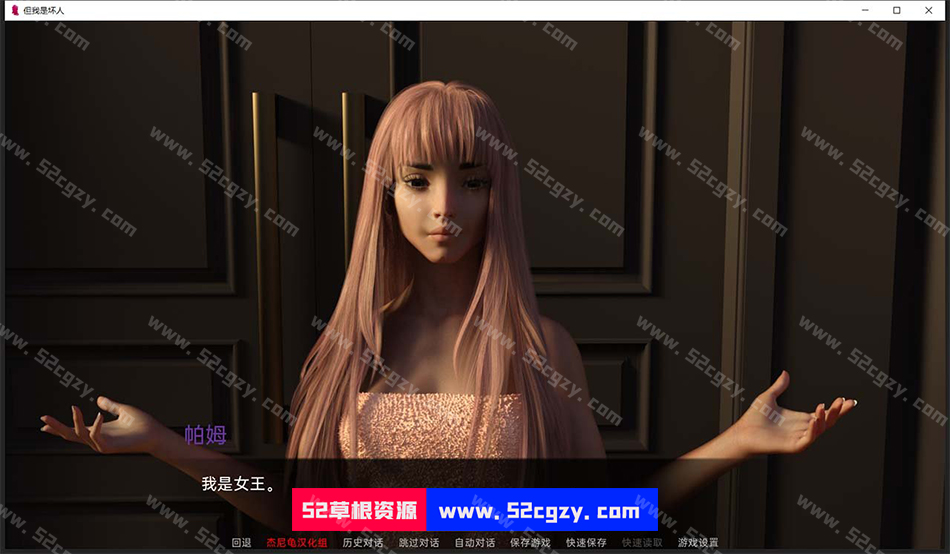 但我是坏人
帕姆
我是女王。
52草根资源 www.52cgzy.com
回退 杰尼龟汉化组 历史对话 跳过对话 自动对话 保存游戏 快速保存 快速读取 游戏设置
www.52cgzy.com